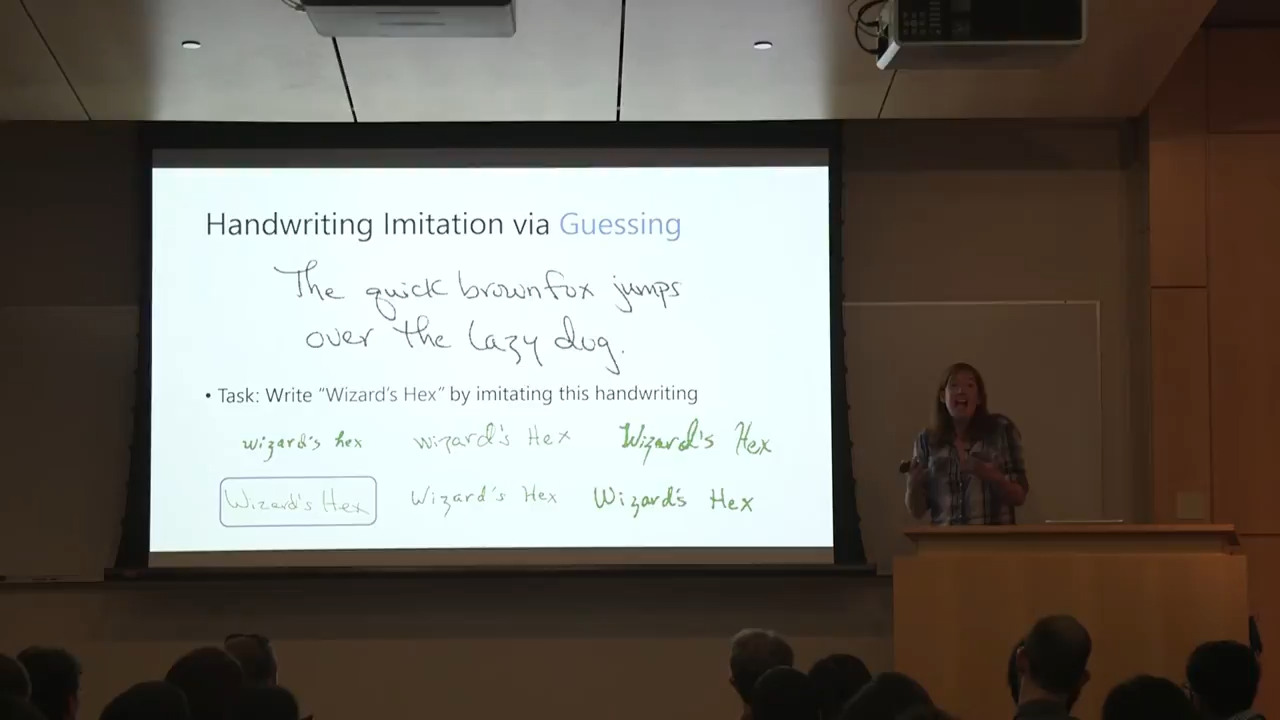 Handwriting Imitation via Guessing
The quick brown fox jumps
over the lazy dog.
• Task: Write “Wizard’s Hex” by imitating this handwriting
wizard's hex wizard's Hex Wizard's Hex
Wizard's Hex Wizard's Hex Wizard's Hex